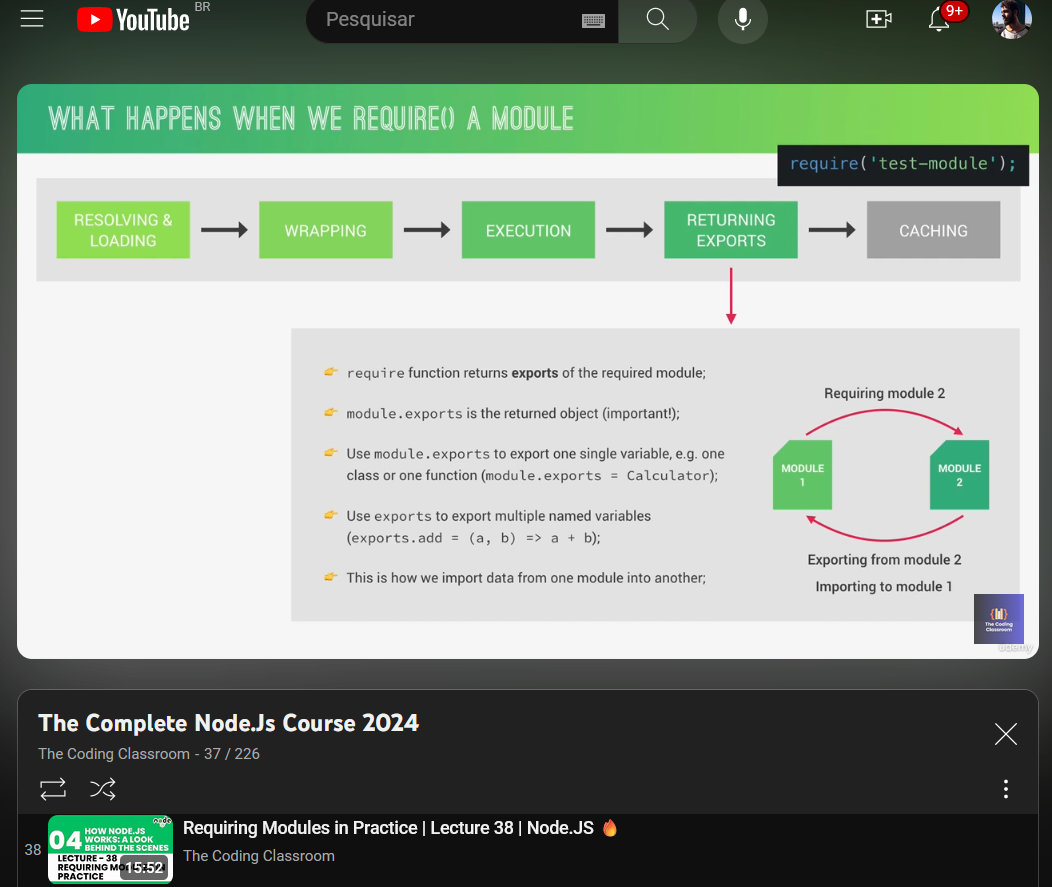 YouTube BR
Pesquisar
9+
WHAT HAPPENS WHEN WE REQUIRE() A MODULE
require('test-module');
RESOLVING &
LOADING
WRAPPING
EXECUTION
RETURNING
EXPORTS
CACHING
require function returns exports of the required module;
module.exports is the returned object (important!);
Use module.exports to export one single variable, e.g. one
class or one function (module.exports = Calculator);
Use exports to export multiple named variables
(exports.add = (a, b) => a + b);
This is how we import data from one module into another;
Requiring module 2
MODULE
1
MODULE
2
Exporting from module 2
Importing to module 1
The Coding
Classroom
udemy
The Complete Node.Js Course 2024
The Coding Classroom - 37 / 226
38
node
04
HOW NODE.JS
WORKS: A LOOK
BEHIND THE SCENES
LECTURE - 38
REQUIRING MO
PRACTICE
15:52
Requiring Modules in Practice | Lecture 38 | Node.JS 🔥
The Coding Classroom